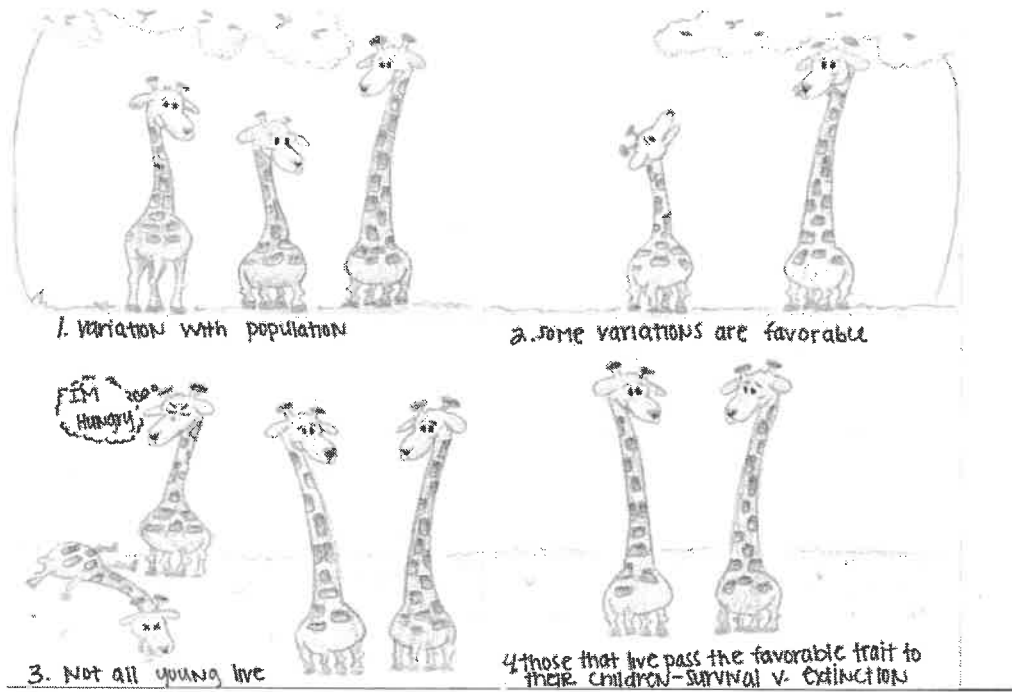 1. variation with population
2. some variations are favorable
IM
HUNGRY
3. Not all young live
4. those that live pass the favorable trait to
their children-survival v. extinction